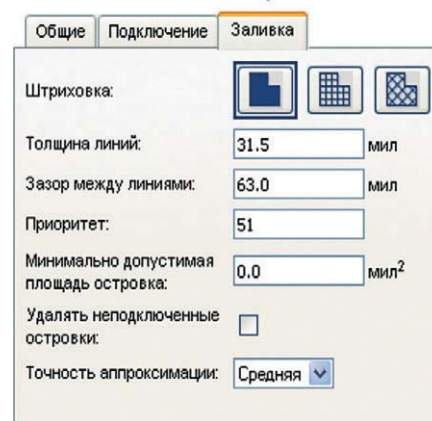 Общие Подключение Заливка
Штриховка:
Толщина линий: 31.5 мил
Зазор между линиями: 63.0 мил
Приоритет: 51
Минимально допустимая
площадь островка: 0.0 мил²
Удалять неподключенные
островки:
Точность аппроксимации: Средняя